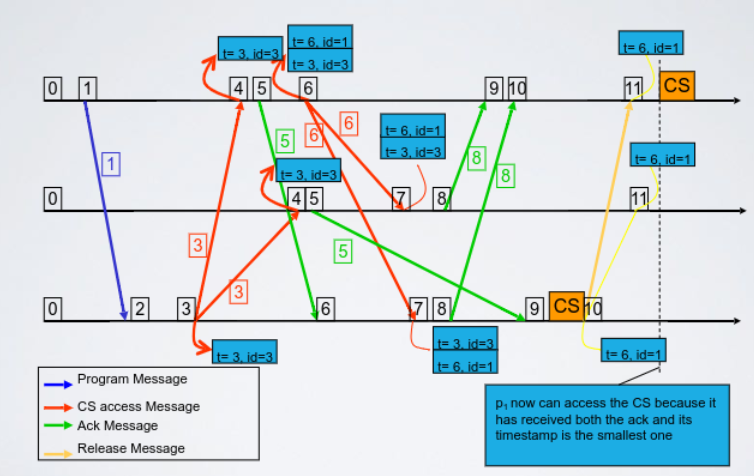 t= 6, id=1
t= 3, id=3
t= 3, id=3
t= 6, id=1
0
1
4
5
6
9
10
11
CS
6
6
5
t= 6, id=1
t= 3, id=3
1
8
8
t= 3, id=3
t= 6, id=1
0
4
5
7
8
11
3
5
3
0
2
3
6
7
8
9
CS
10
t= 3, id=3
t= 3, id=3
t= 6, id=1
t= 6, id=1
Program Message
CS access Message
Ack Message
Release Message
p1 now can access the CS because it
has received both the ack and its
timestamp is the smallest one